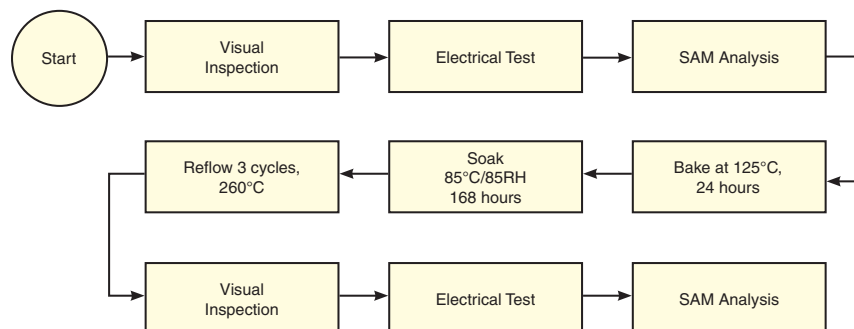 Start
Visual
Inspection
Electrical Test
SAM Analysis
Reflow 3 cycles,
260°C
Soak
85°C/85RH
168 hours
Bake at 125°C,
24 hours
Visual
Inspection
Electrical Test
SAM Analysis